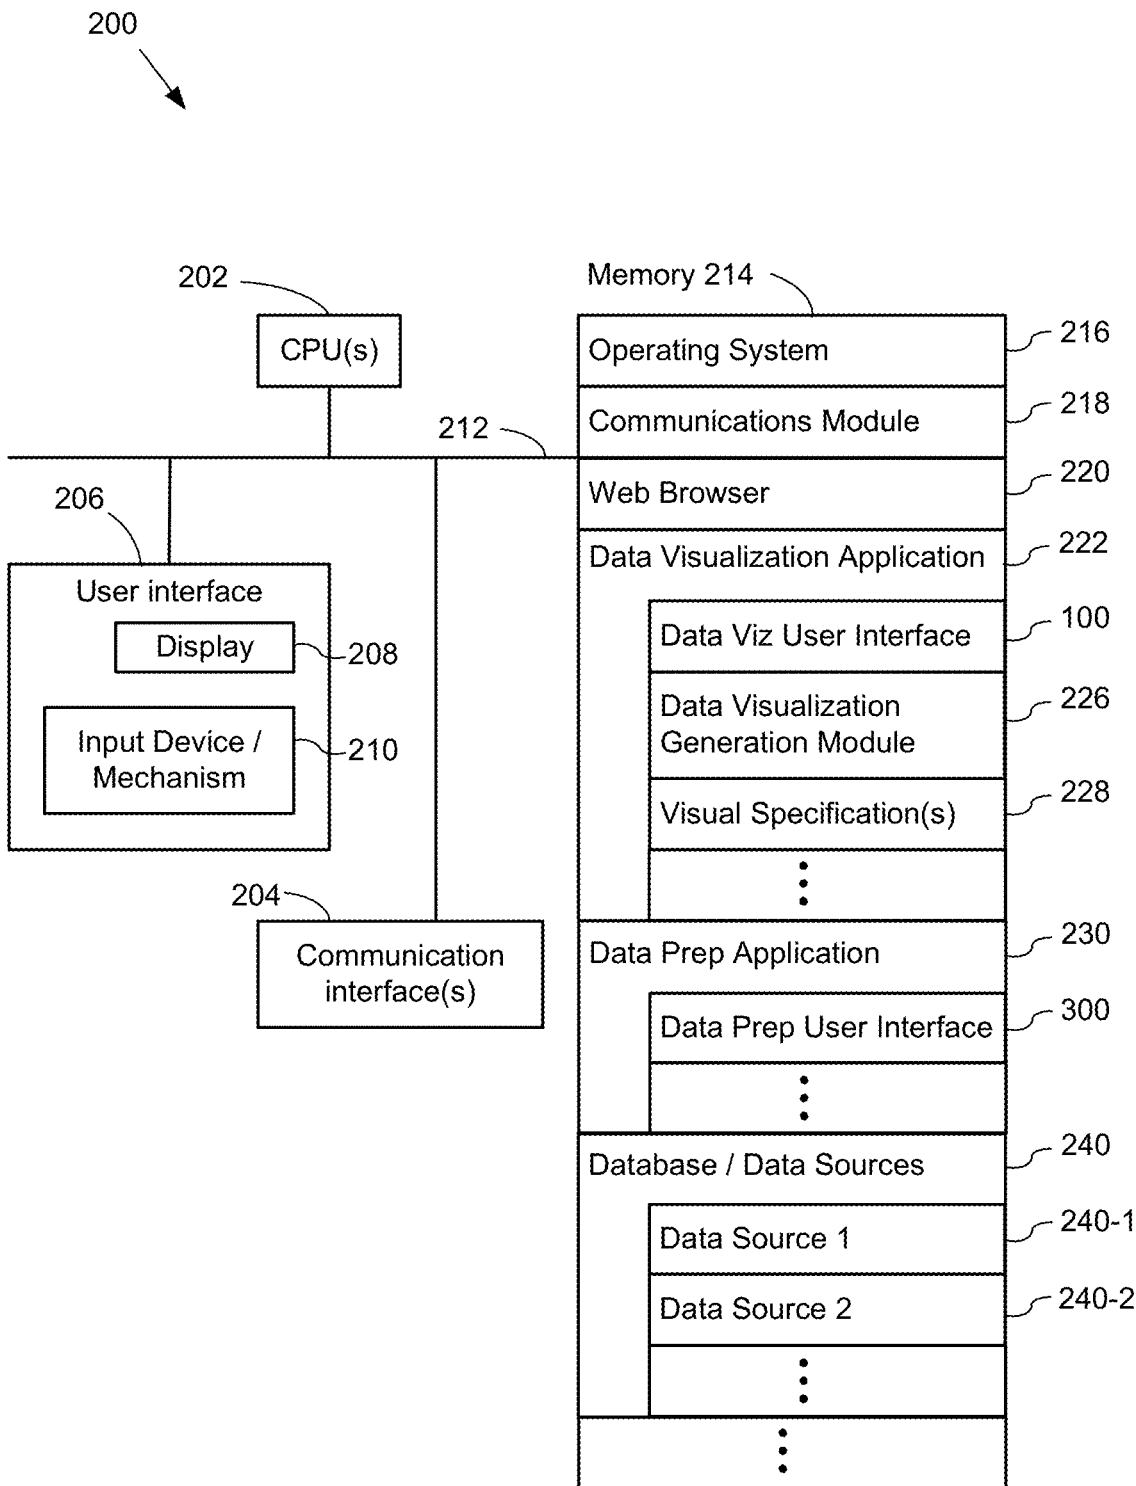 200
202
CPU(s)
212
206
User interface
Display
208
Input Device /
Mechanism
210
204
Communication
interface(s)
Memory 214
Operating System
216
Communications Module
218
Web Browser
220
Data Visualization Application
222
Data Viz User Interface
100
Data Visualization
Generation Module
226
Visual Specification(s)
228
Data Prep Application
230
Data Prep User Interface
300
Database / Data Sources
240
Data Source 1
240-1
Data Source 2
240-2